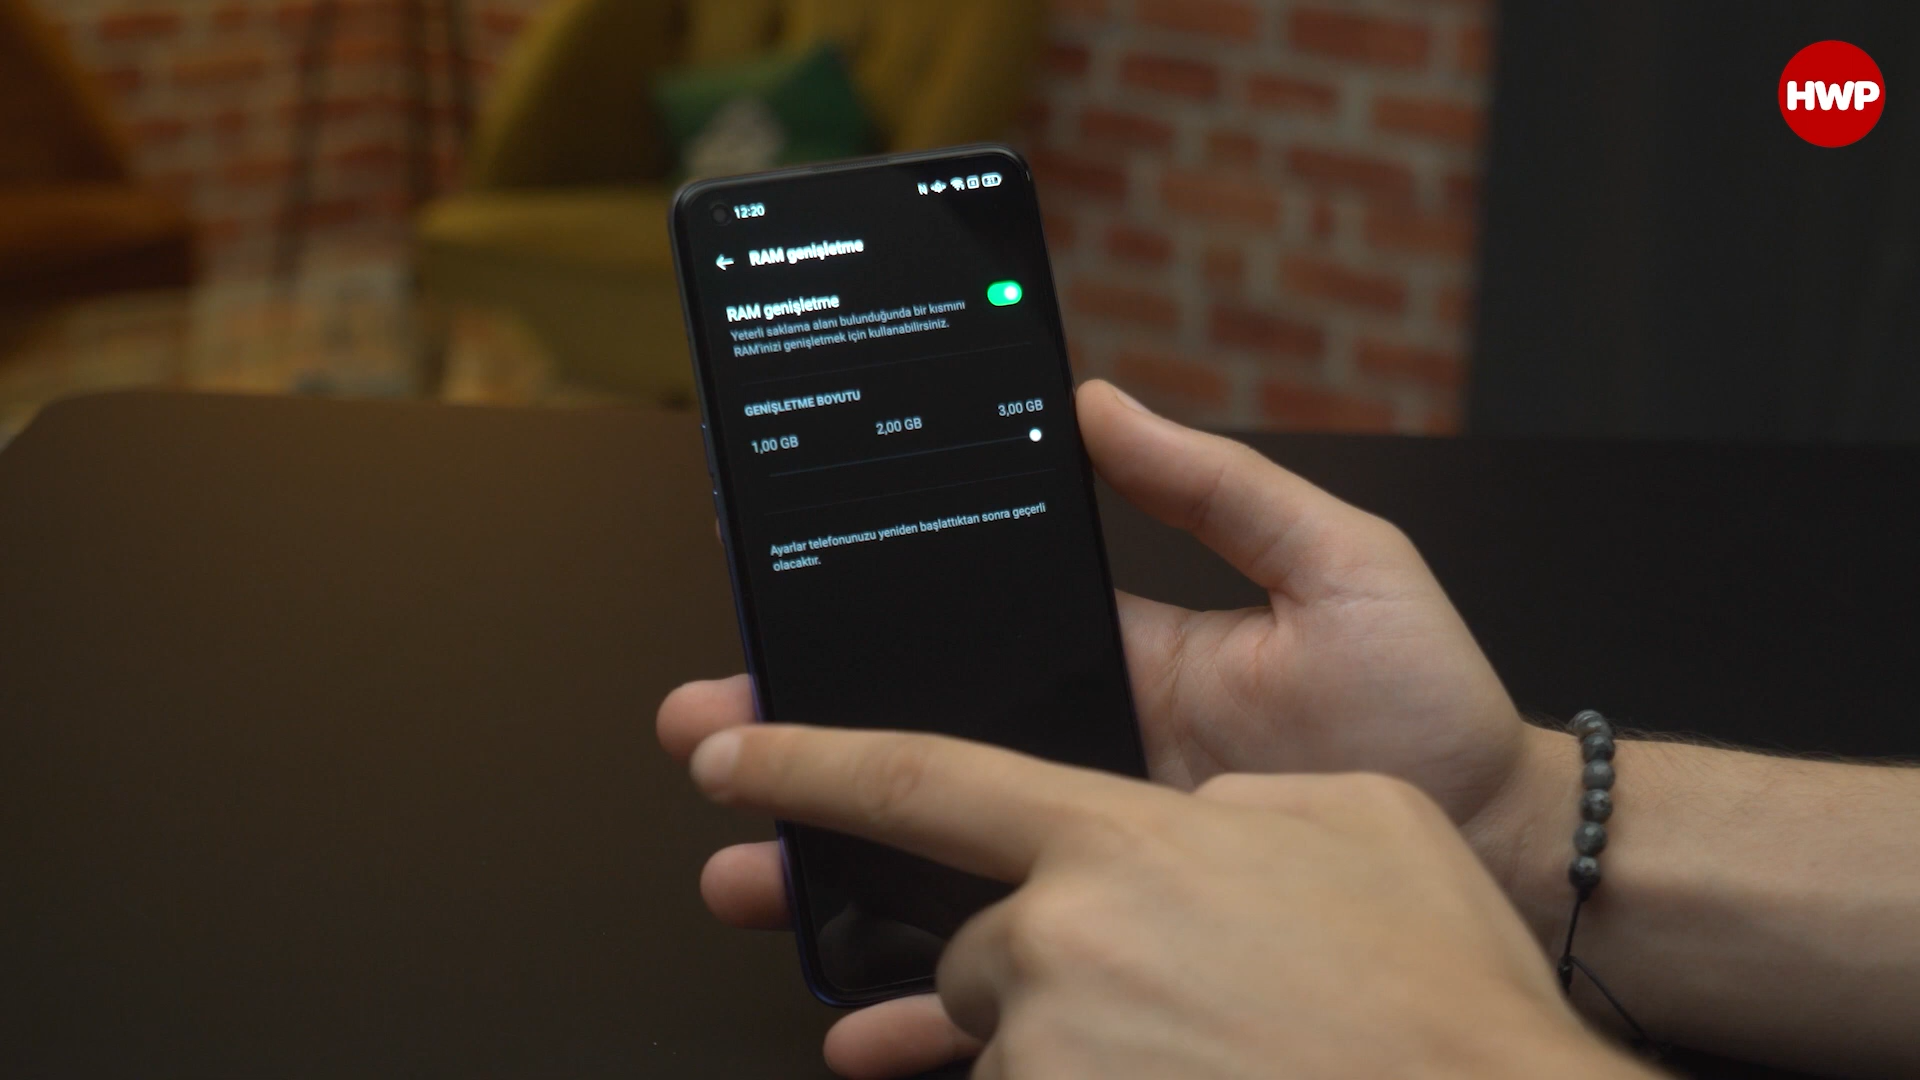 HWP
12:20
RAM genişletme
RAM genişletme
Yeterli saklama alanı bulunduğunda bir kısmını
RAM'inizi genişletmek için kullanabilirsiniz.
GENİŞLETME BOYUTU
1,00 GB
2,00 GB
3,00 GB
Ayarlar telefonunuzu yeniden başlattıktan sonra geçerli
olacaktır.